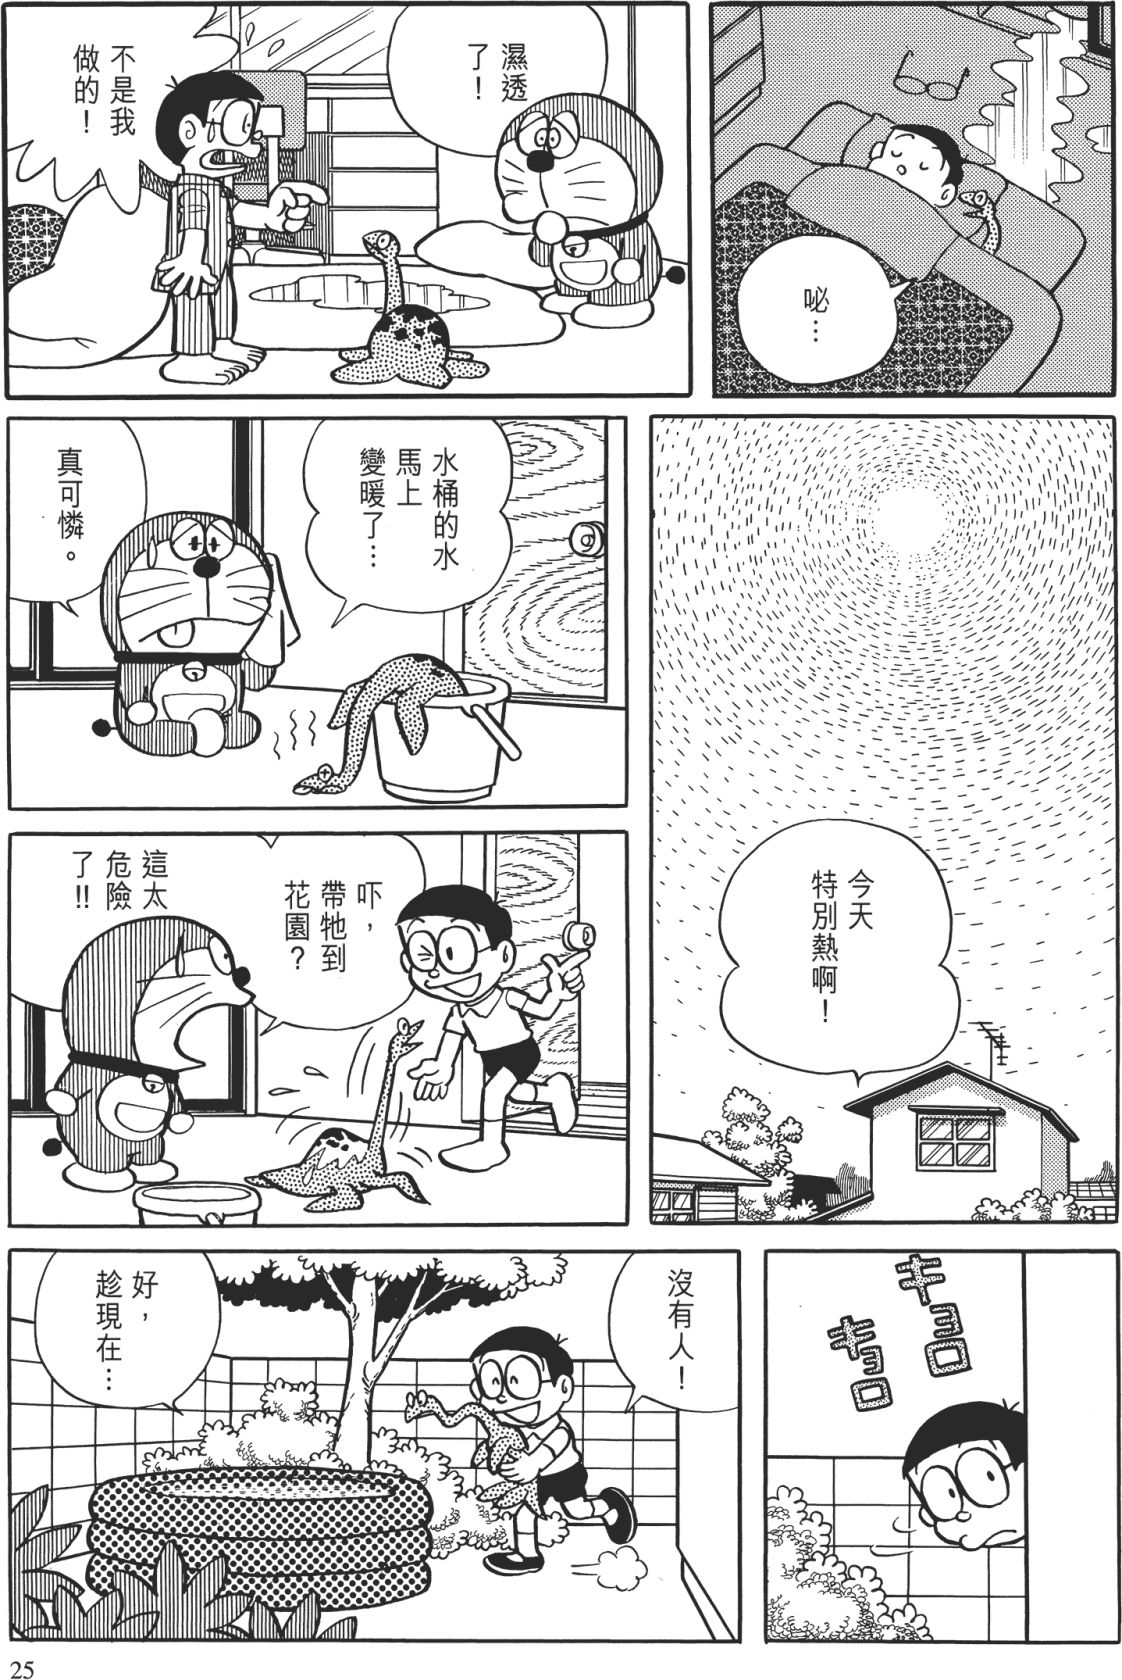 咇…
濕透
了！
不是我
做的！
今天
特別熱啊！
水桶的水
馬上
變暖了…
真可憐。
吓，
帶牠到
花園？
這太
危險
了!!
キョロ
キョロ
沒有人！
好，
趁現在…
25